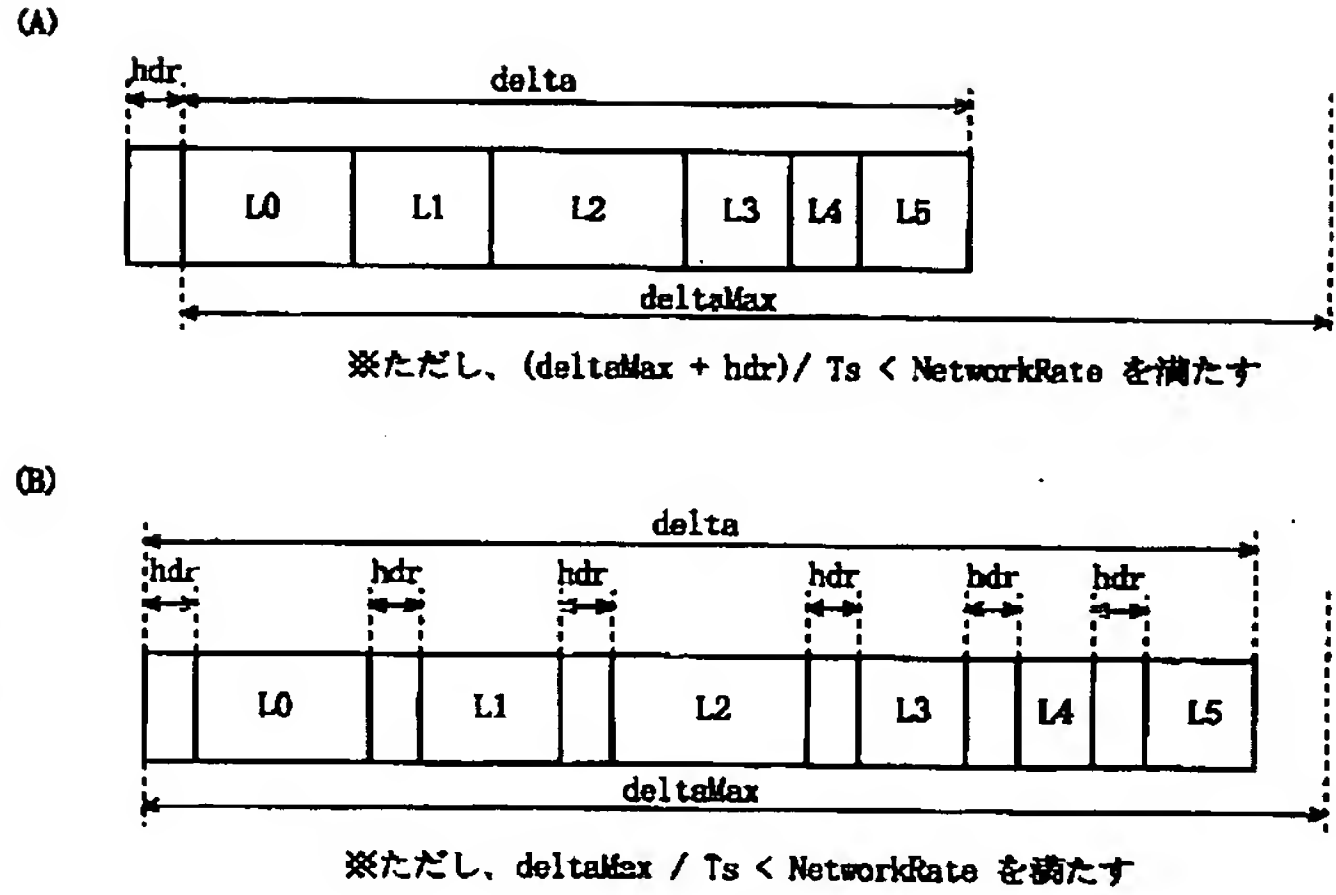 (A)
hdr
delta
L0 L1 L2 L3 L4 L5
deltaMax
※ただし、(deltaMax + hdr)/ Ts < NetworkRate を満たす
(B)
delta
hdr hdr hdr hdr hdr hdr
L0 L1 L2 L3 L4 L5
deltaMax
※ただし、deltaMax / Ts < NetworkRate を満たす